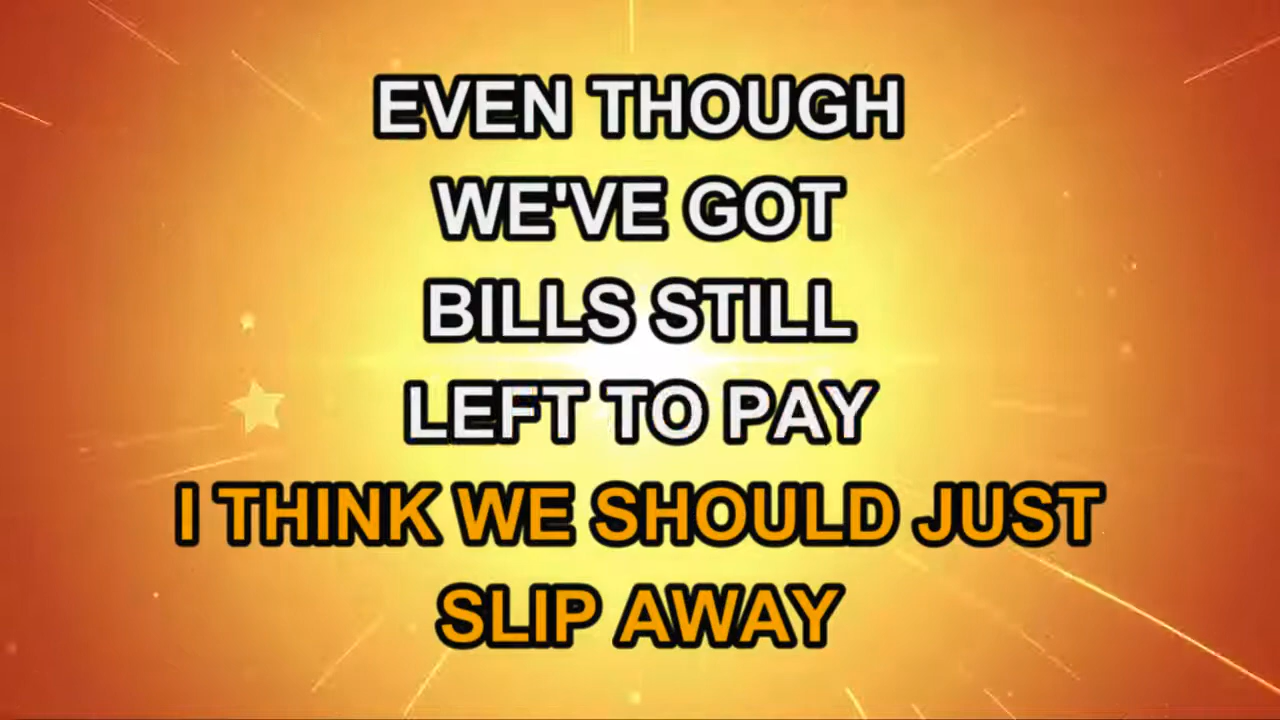 EVEN THOUGH
WE'VE GOT
BILLS STILL
LEFT TO PAY
I THINK WE SHOULD JUST
SLIP AWAY